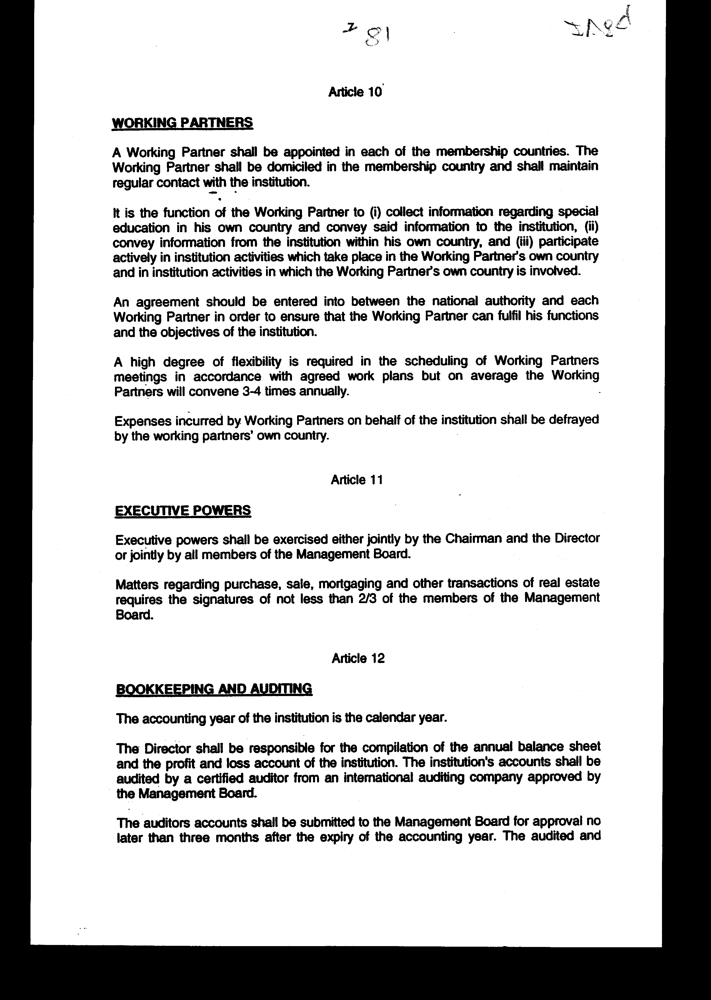 Article 10
WORKING PARTNERS
A Working Partner shall be appointed in each of the membership countries. The
Working Partner shall be domiciled in the membership country and shall maintain
regular contact with the institution.
It is the function of the Working Partner to (i) collect information regarding special
education in his own country and convey said information to the institution, (ii)
convey information from the institution within his own country, and (iii) participate
actively in institution activities which take place in the Working Partner's own country
and in institution activities in which the Working Partner's own country is involved.
An agreement should be entered into between the national authority and each
Working Partner in order to ensure that the Working Partner can fulfil his functions
and the objectives of the institution.
A high degree of flexibility is required in the scheduling of Working Partners
meetings in accordance with agreed work plans but on average the Working
Partners will convene 3-4 times annually.
Expenses incurred by Working Partners on behalf of the institution shall be defrayed
by the working partners' own country.
Article 11
EXECUTIVE POWERS
Executive powers shall be exercised either jointly by the Chairman and the Director
or jointly by all members of the Management Board.
Matters regarding purchase, sale, mortgaging and other transactions of real estate
requires the signatures of not less than 2/3 of the members of the Management
Board.
Article 12
BOOKKEEPING AND AUDITING
The accounting year of the institution is the calendar year.
The Director shall be responsible for the compilation of the annual balance sheet
and the profit and loss account of the institution. The institution's accounts shall be
audited by a certified auditor from an international auditing company approved by
the Management Board.
The auditors accounts shall be submitted to the Management Board for approval no
later than three months after the expiry of the accounting year. The audited and